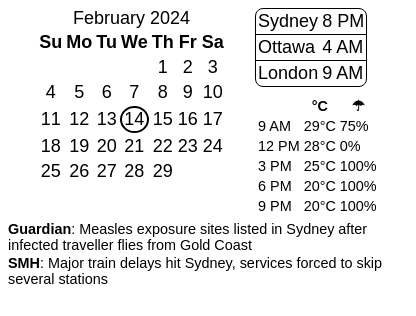 February 2024
Su Mo Tu We Th Fr Sa
1 2 3
4 5 6 7 8 9 10
11 12 13 14 15 16 17
18 19 20 21 22 23 24
25 26 27 28 29
Sydney 8 PM
Ottawa 4 AM
London 9 AM
°C ☂
9 AM 29°C 75%
12 PM 28°C 0%
3 PM 25°C 100%
6 PM 20°C 100%
9 PM 20°C 100%
Guardian: Measles exposure sites listed in Sydney after
infected traveller flies from Gold Coast
SMH: Major train delays hit Sydney, services forced to skip
several stations